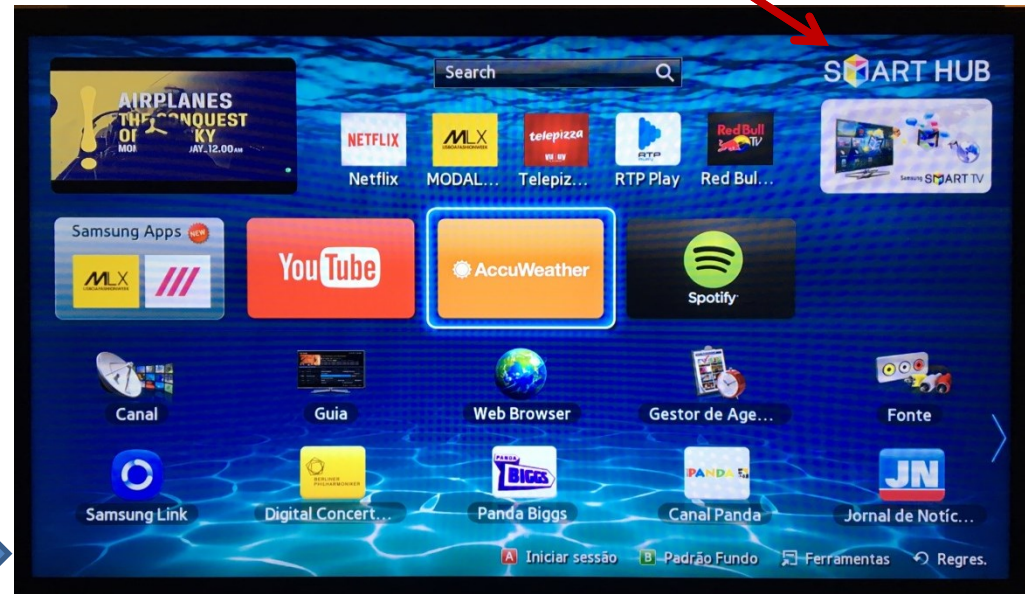 AIRPLANES
THE CONQUEST
OF KY
JAY_12.00AM
Search
SMART HUB
NETFLIX
MLX
telepizza
RTP
Red Bull
TV
Netflix
MODAL...
Telepiz...
RTP Play
Red Bul...
SAMSUNG SMART TV
Samsung Apps NEW
MLX
YouTube
AccuWeather
Spotify
Canal
Guia
Web Browser
Gestor de Age...
Fonte
BERLINER
PHILHARMONIKER
PANDA
BIGGS
PANDA
JN
Samsung Link
Digital Concert...
Panda Biggs
Canal Panda
Jornal de Notíc...
A Iniciar sessão
B Padrão Fundo
Ferramentas
Regres.